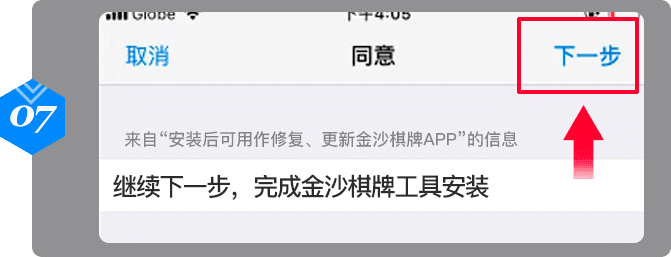 Globe 下午4:05
取消 同意 下一步
07
来自“安装后可用作修复、更新金沙棋牌APP”的信息
继续下一步，完成金沙棋牌工具安装